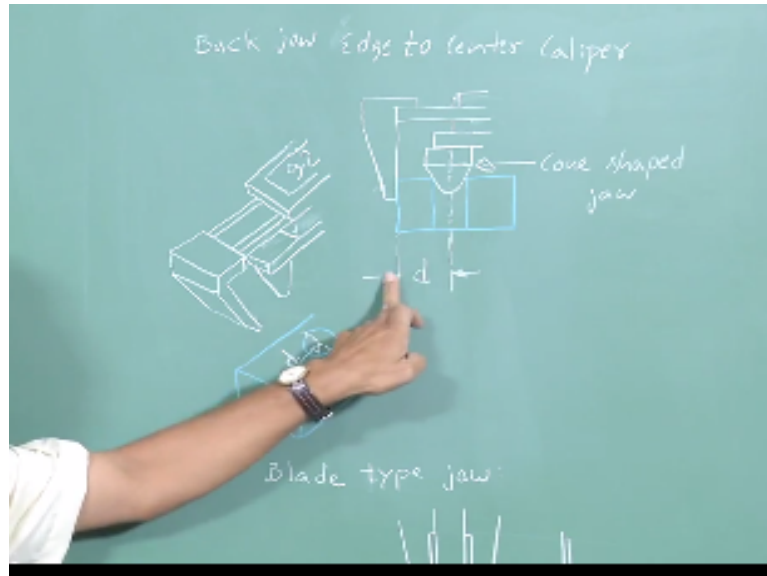 Back jaw Edge to Center Caliper
Cone shaped
jaw
d
d
Blade type jaw